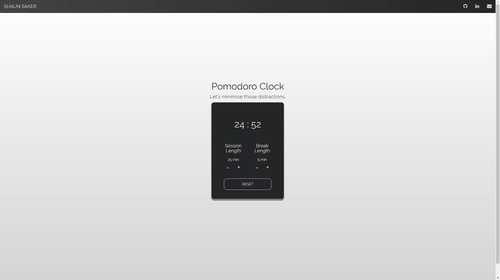 SHAUN SAKER
Pomodoro Clock
Let's minimise those distractions.
24 : 52
Session Length
Break Length
25 min
5 min
- +
- +
RESET